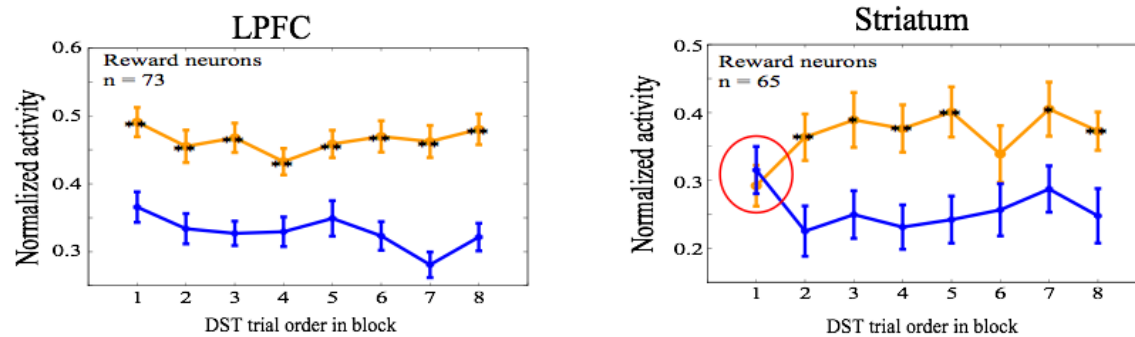 LPFC
0.6
0.5
0.4
0.3
Normalized activity
Reward neurons
n = 73
1 2 3 4 5 6 7 8
DST trial order in block
Striatum
0.5
0.4
0.3
0.2
Normalized activity
Reward neurons
n = 65
1 2 3 4 5 6 7 8
DST trial order in block